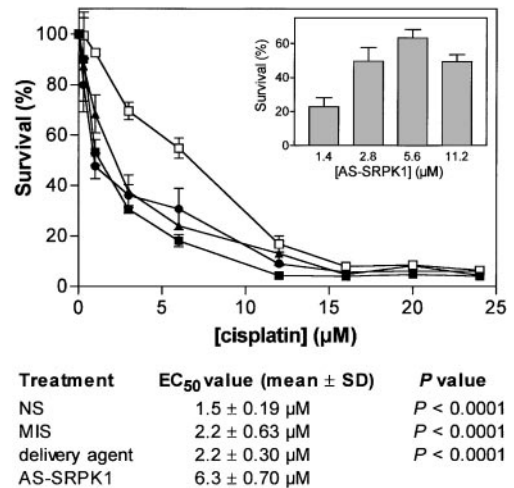 100
80
60
40
20
0
Survival (%)
0 5 10 15 20 25
[cisplatin] (µM)
60
40
20
0
Survival (%)
1.4 2.8 5.6 11.2
[AS-SRPK1] (µM)
Treatment EC50 value (mean ± SD) P value
NS 1.5 ± 0.19 µM P < 0.0001
MIS 2.2 ± 0.63 µM P < 0.0001
delivery agent 2.2 ± 0.30 µM P < 0.0001
AS-SRPK1 6.3 ± 0.70 µM